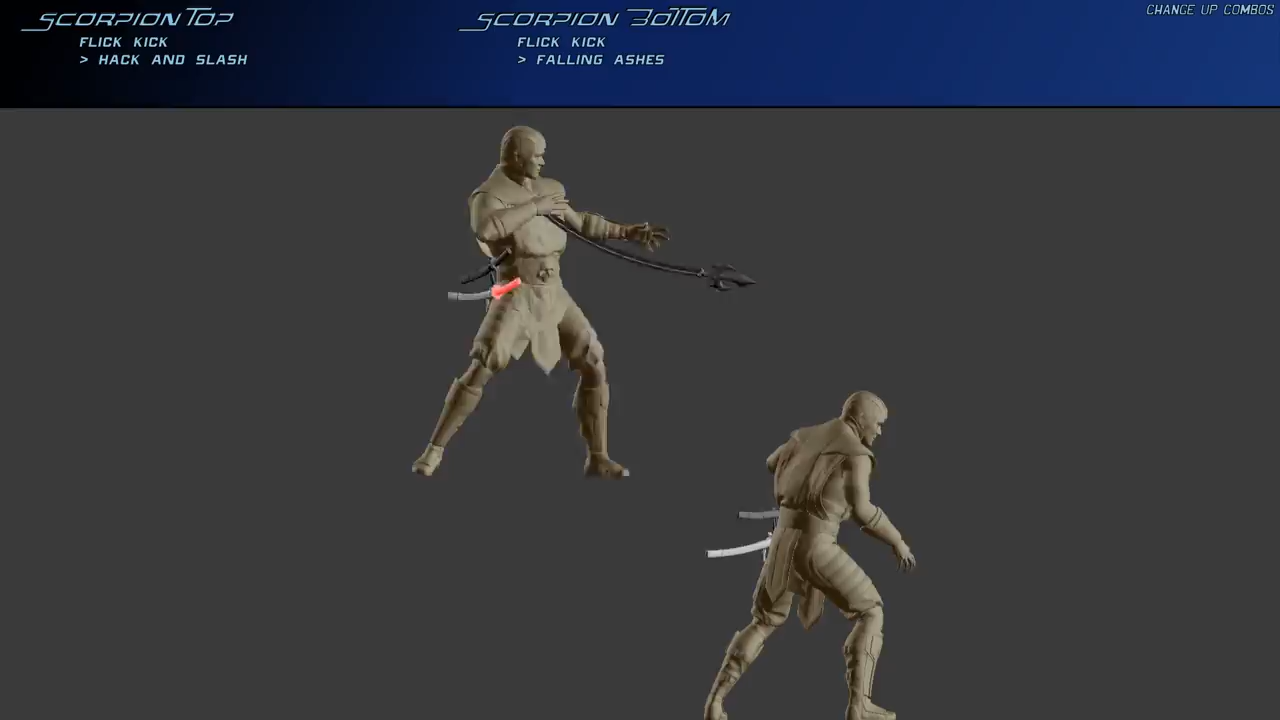 SCORPION TOP
FLICK KICK
> HACK AND SLASH
SCORPION BOTTOM
FLICK KICK
> FALLING ASHES
CHANGE UP COMBOS